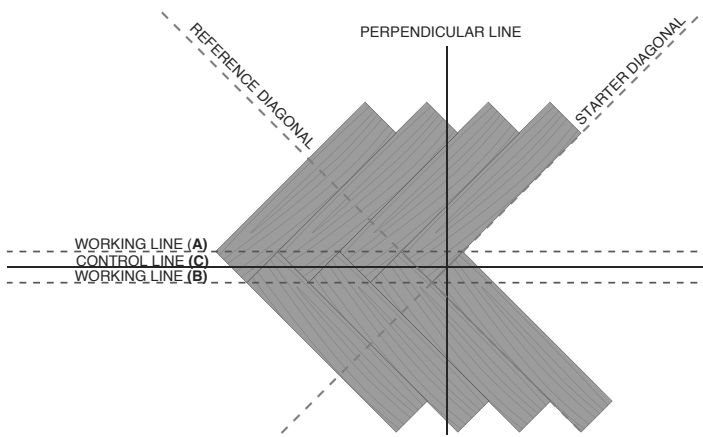 PERPENDICULAR LINE
REFERENCE DIAGONAL
STARTER DIAGONAL
WORKING LINE (A)
CONTROL LINE (C)
WORKING LINE (B)